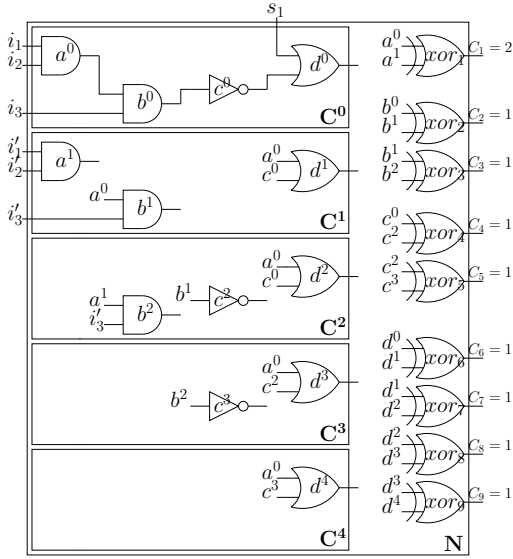 s₁
i₁ a⁰ d⁰ a⁰ xor₁ C₁ = 2
i₂ a¹
i₃ b⁰ c⁰ b⁰ xor₂ C₂ = 1
C⁰ b¹
i′₁ a¹ a⁰ d¹ b¹ xor₃ C₃ = 1
i′₂ c⁰ b²
a⁰ b¹
i′₃ C¹ c⁰ xor₄ C₄ = 1
c²
a⁰ d² c² xor₅ C₅ = 1
c⁰ c³
a¹ b² b¹ c²
i′₃ C² d⁰ xor₆ C₆ = 1
d¹
a⁰ d³
c² d¹ xor₇ C₇ = 1
b² c³ d²
C³ d² xor₈ C₈ = 1
d³
a⁰ d⁴ d³ xor₉ C₉ = 1
c³ d⁴
C⁴ N